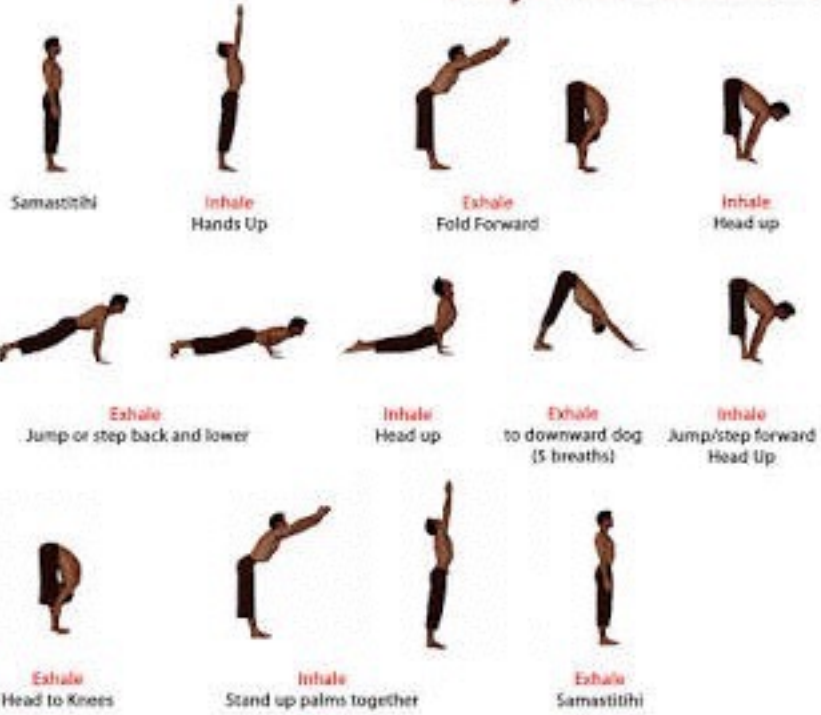 Samastitihi
Inhale
Hands Up
Exhale
Fold Forward
Inhale
Head up
Exhale
Jump or step back and lower
Inhale
Head up
Exhale
to downward dog
(5 breaths)
Inhale
Jump/step forward
Head Up
Exhale
Head to Knees
Inhale
Stand up palms together
Exhale
Samastitihi